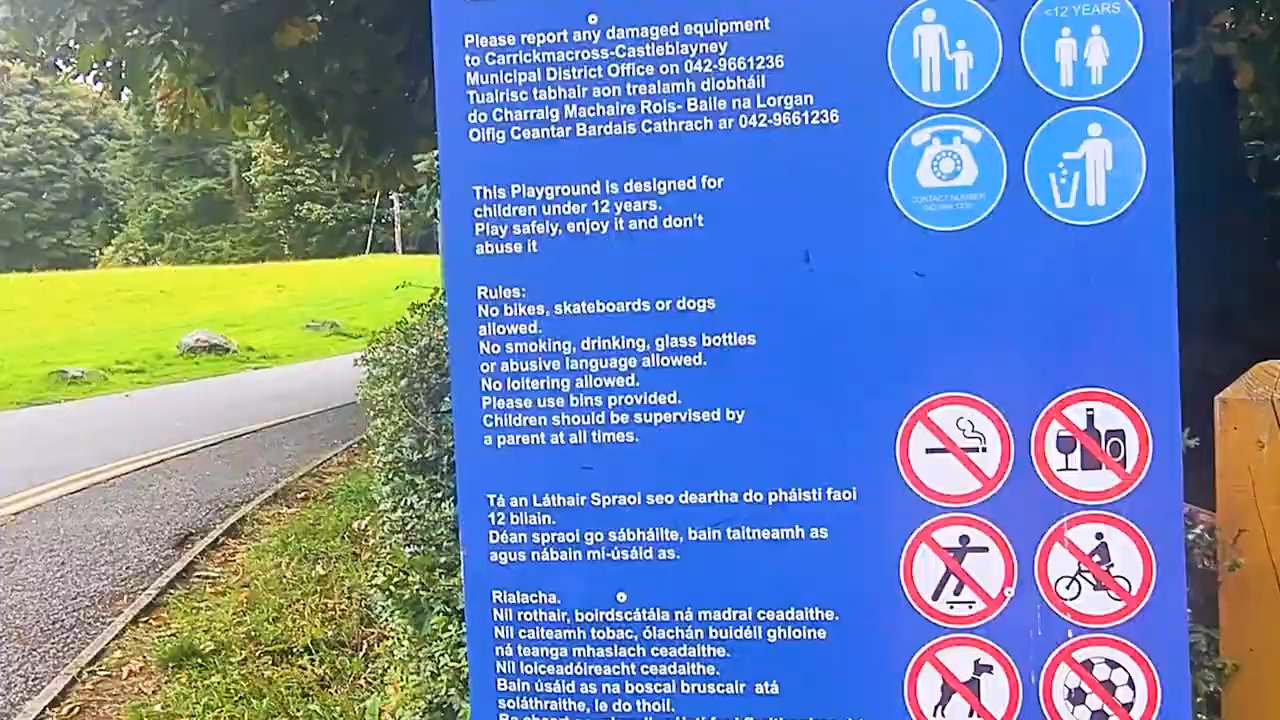 Please report any damaged equipment
to Carrickmacross-Castleblayney
Municipal District Office on 042-9661236
Tuairisc tabhair aon trealamh díobháil
do Charraig Machaire Rois- Baile na Lorgan
Oifig Ceantar Bardais Cathrach ar 042-9661236
<12 YEARS
CONTACT NUMBER
This Playground is designed for
children under 12 years.
Play safely, enjoy it and don't
abuse it
Rules:
No bikes, skateboards or dogs
allowed.
No smoking, drinking, glass bottles
or abusive language allowed.
No loitering allowed.
Please use bins provided.
Children should be supervised by
a parent at all times.
Tá an Láthair Spraoi seo deartha do pháistí faoi
12 bliain.
Déan spraoi go sábháilte, bain taitneamh as
agus nábain mí-úsáid as.
Rialacha.
Níl rothair, boirdscátála ná madraí ceadaithe.
Níl caiteamh tobac, ólachán buidéil ghloine
ná teanga mhaslach ceadaithe.
Níl loiceadóireacht ceadaithe.
Bain úsáid as na boscaí bruscair atá
soláthraithe, le do thoil.